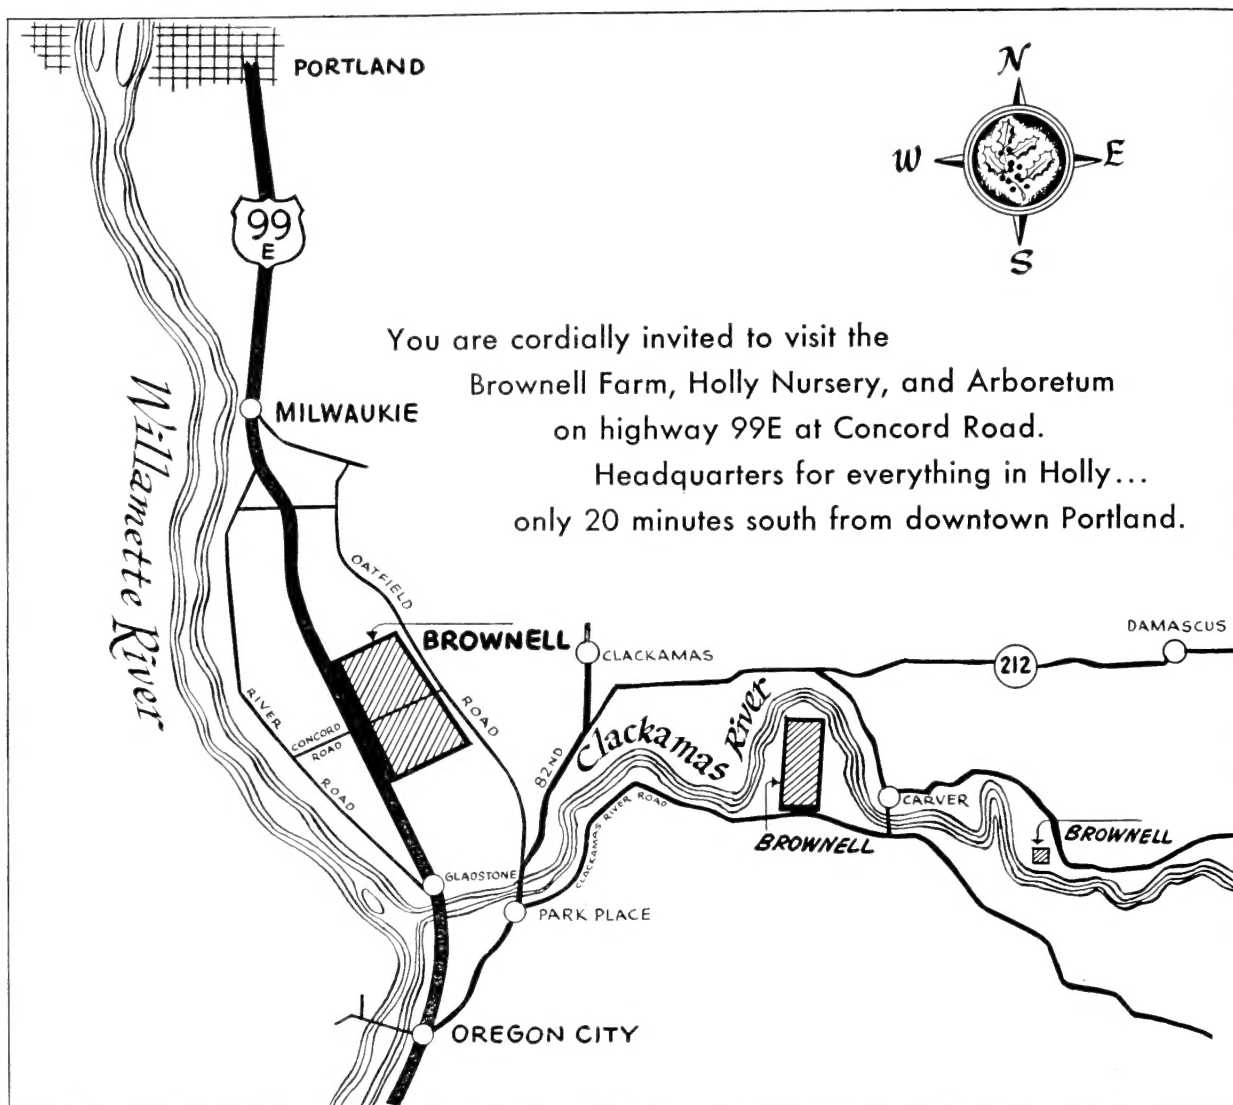 PORTLAND
N
W
E
S
99
E
You are cordially invited to visit the
Brownell Farm, Holly Nursery, and Arboretum
on highway 99E at Concord Road.
Headquarters for everything in Holly...
only 20 minutes south from downtown Portland.
MILWAUKIE
Willamette River
OATFIELD
ROAD
BROWNELL
CLACKAMAS
DAMASCUS
212
RIVER
ROAD
CONCORD
ROAD
82ND
Clackamas
River
CLACKAMAS RIVER ROAD
CARVER
BROWNELL
BROWNELL
GLADSTONE
PARK PLACE
OREGON CITY